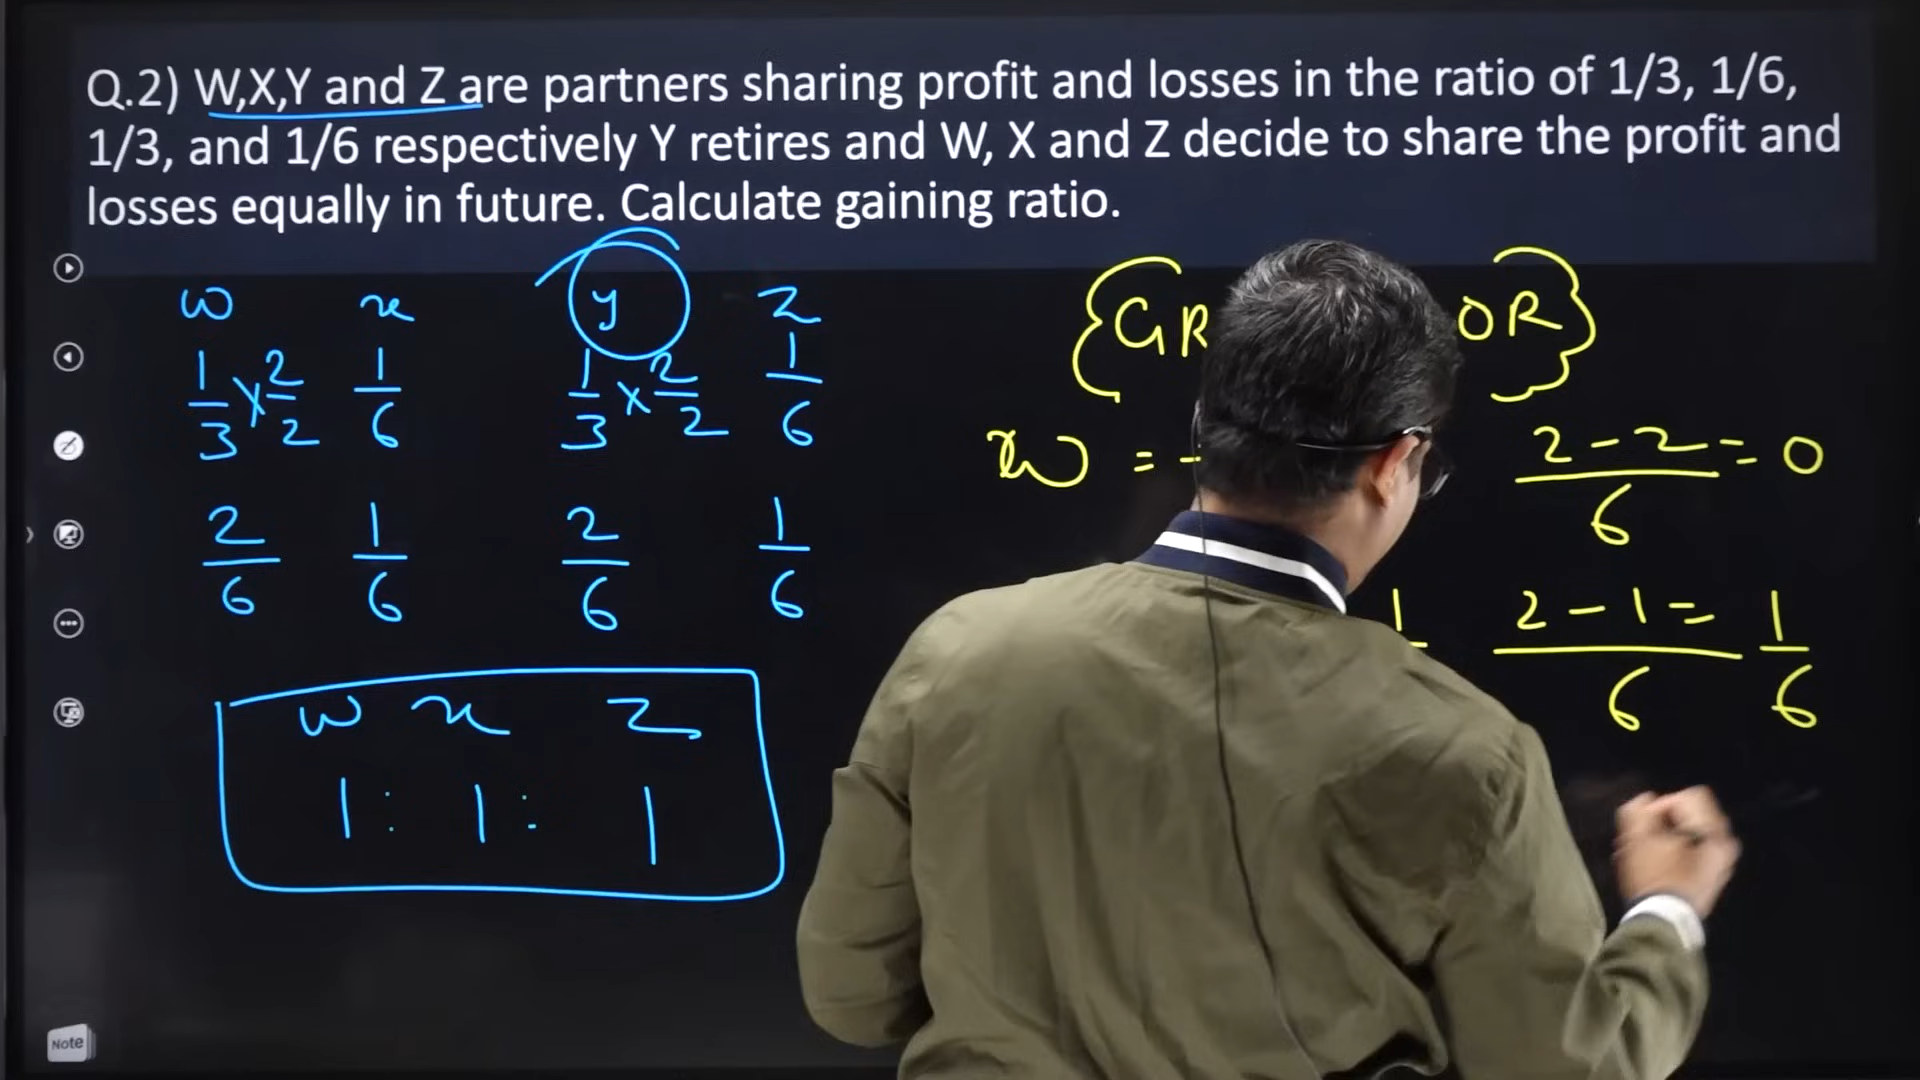 Q.2) W,X,Y and Z are partners sharing profit and losses in the ratio of 1/3, 1/6,
1/3, and 1/6 respectively Y retires and W, X and Z decide to share the profit and
losses equally in future. Calculate gaining ratio.
w x y z
1/3 × 2/2 1/6 1/3 × 2/2 1/6
2/6 1/6 2/6 1/6
w x z
1 : 1 : 1
{GR OR}
W = 2 - 2 / 6 = 0
2 - 1 / 6 = 1/6
Note